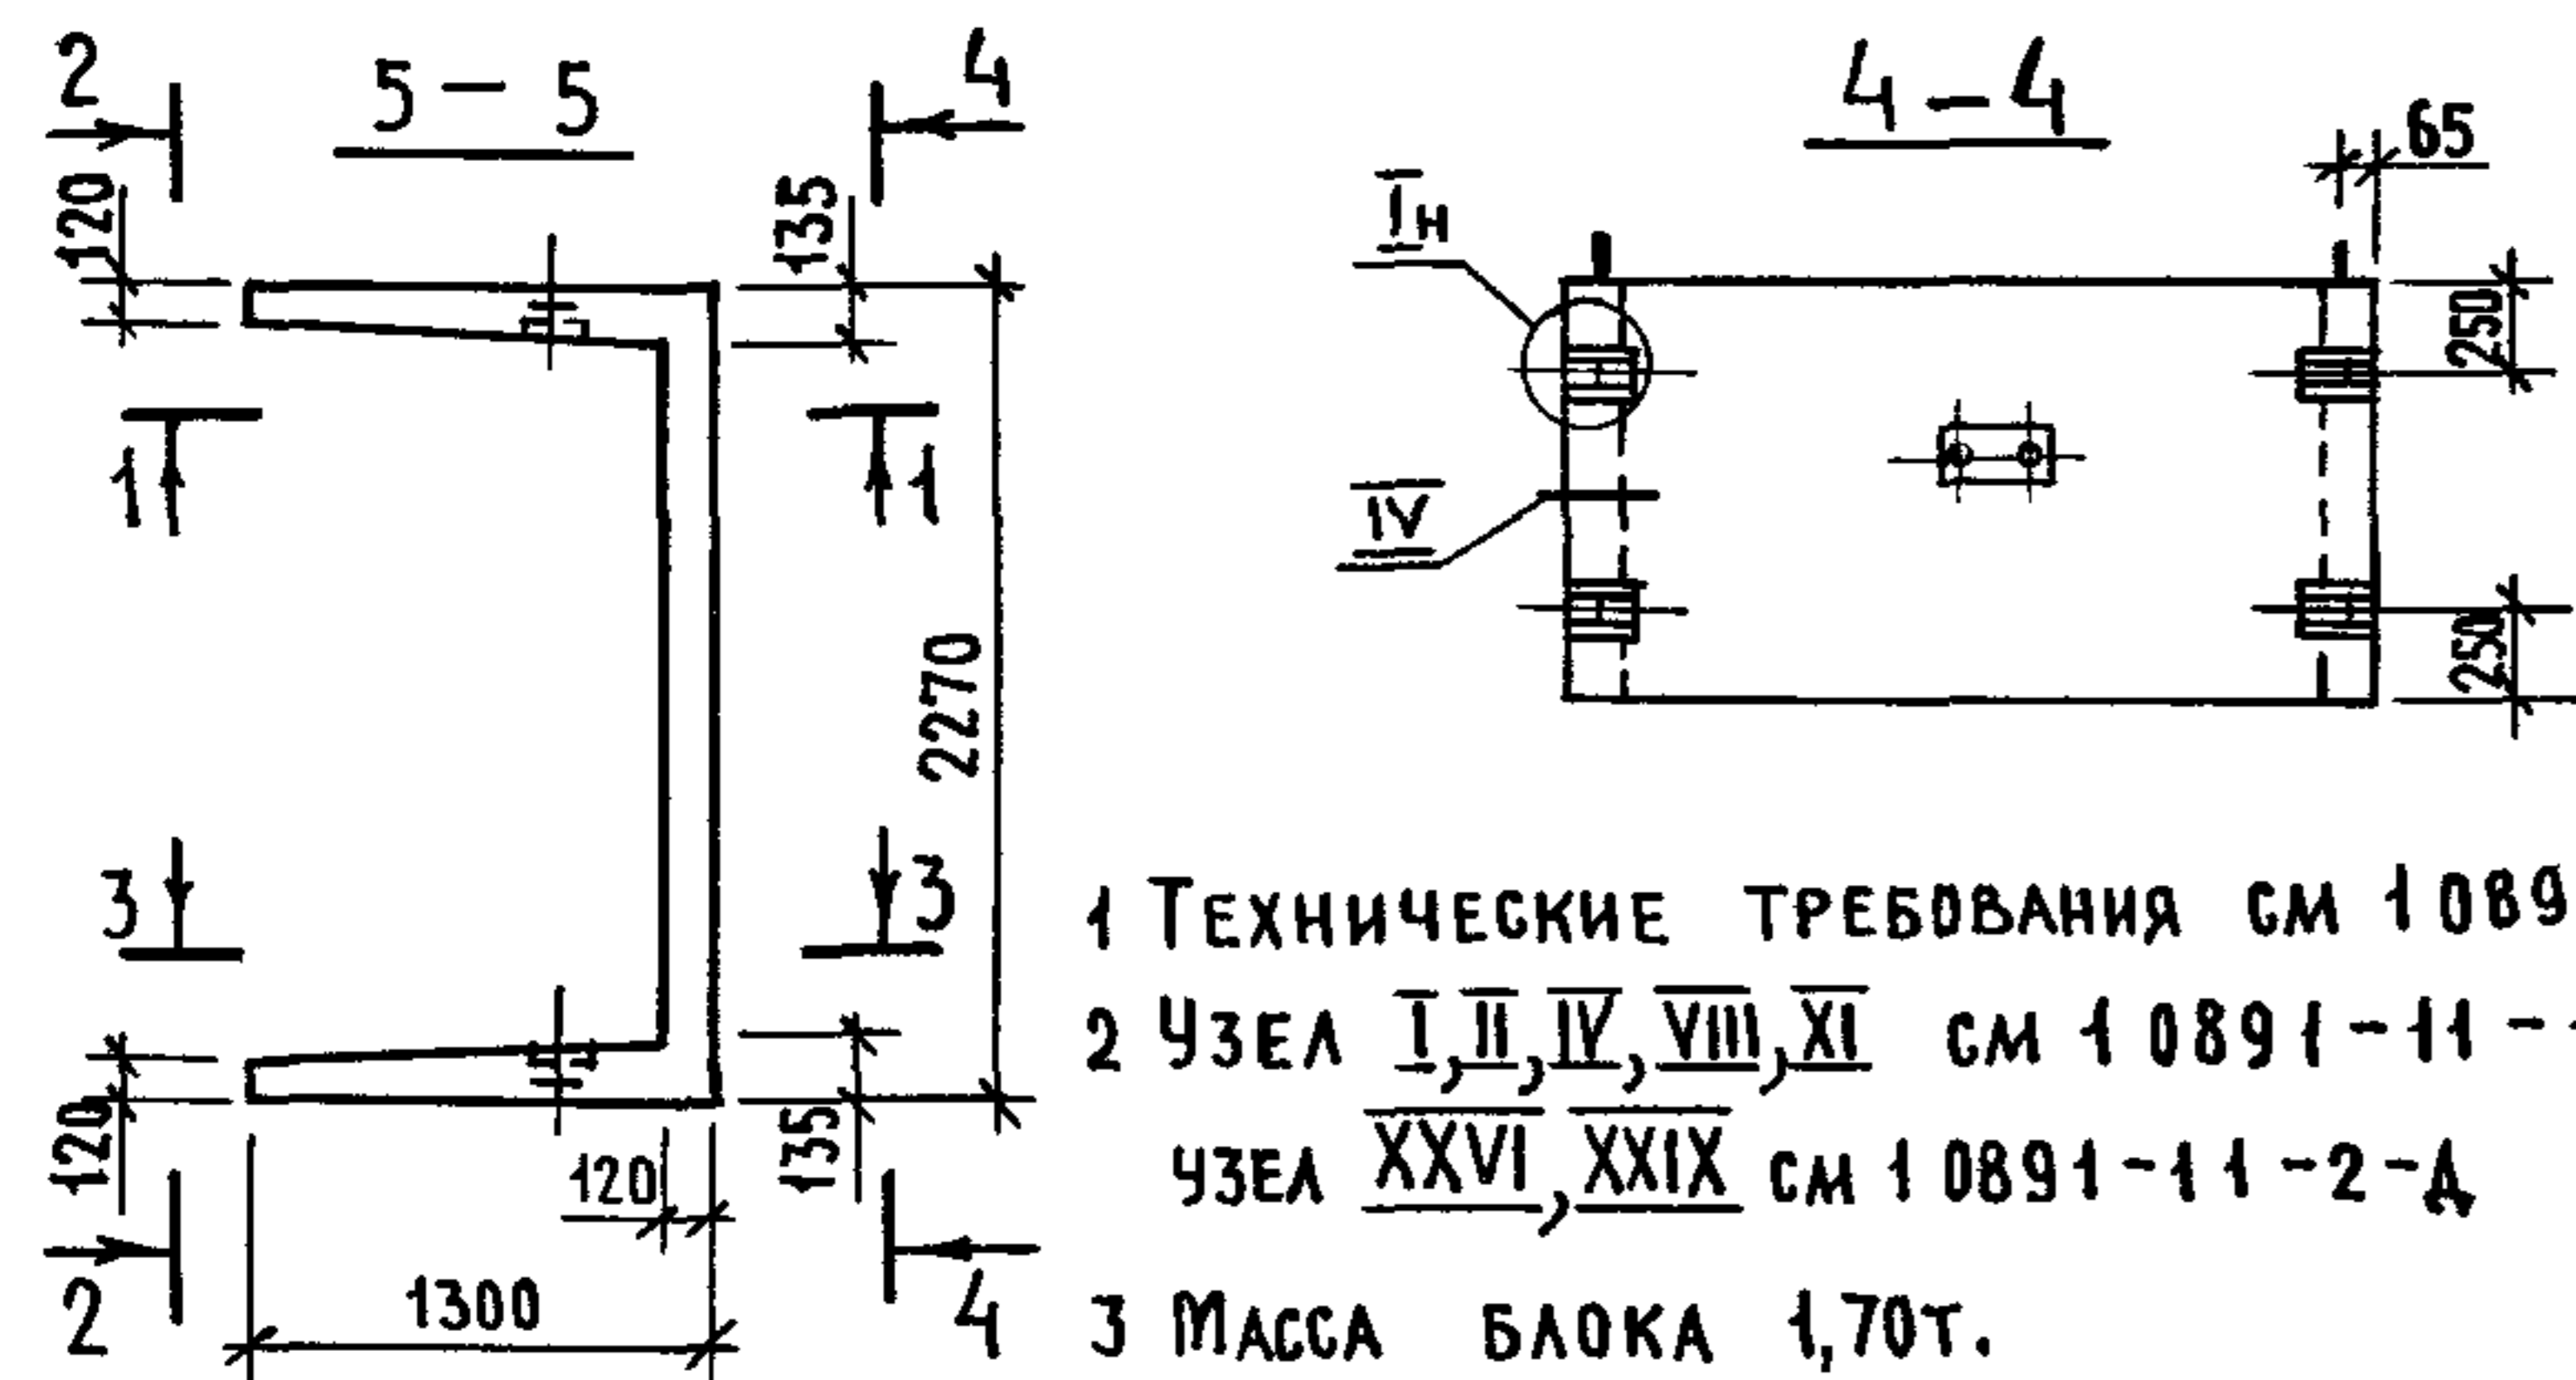 2
5 – 5
4
4 – 4
65
120
135
Iн
250
1
1
IV
2270
250
3
3
120
120
135
1300
2
4
1 Технические требования см 1 089
2 Узел I, II, IV, VIII, XI см 1 0891-11-
узел XXVI, XXIX см 1 0891-11-2-Д
3 Масса блока 1,70т.